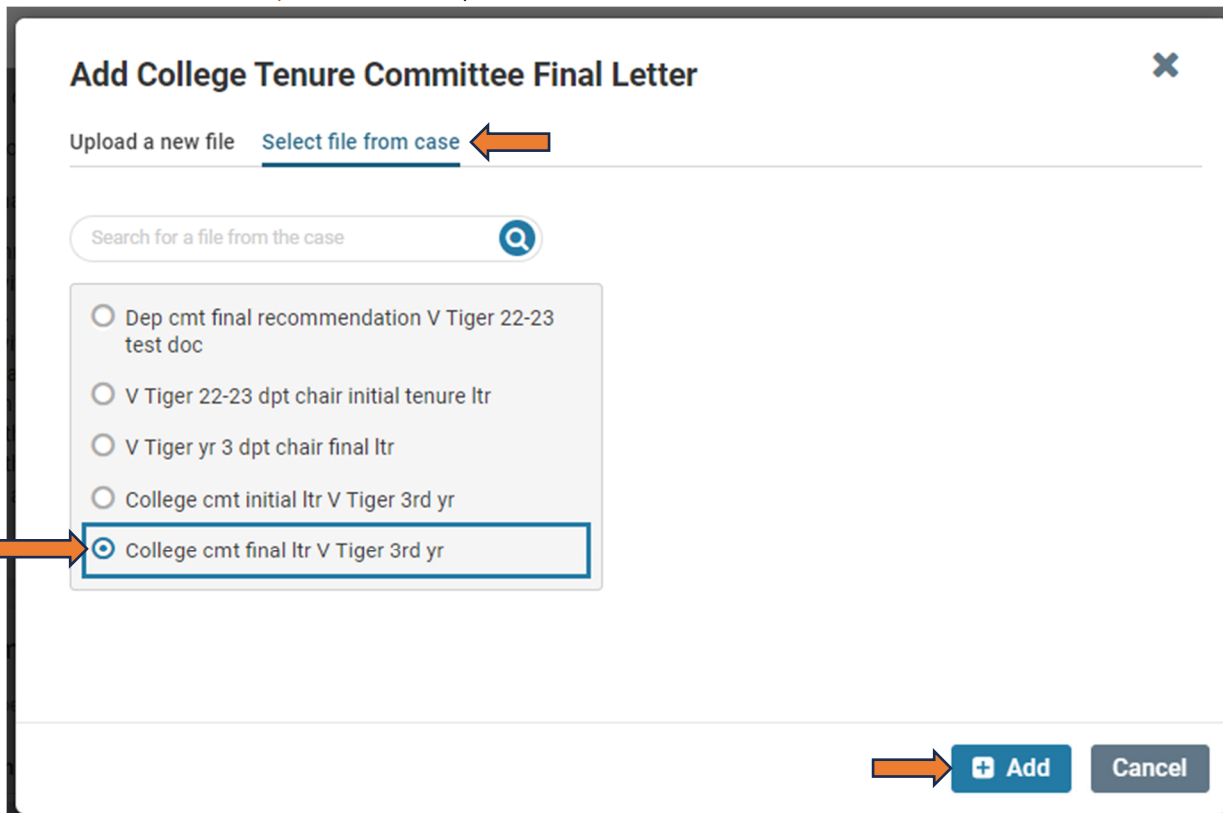 Add College Tenure Committee Final Letter
Upload a new file Select file from case
Search for a file from the case
Dep cmt final recommendation V Tiger 22-23
test doc
V Tiger 22-23 dpt chair initial tenure ltr
V Tiger yr 3 dpt chair final ltr
College cmt initial ltr V Tiger 3rd yr
College cmt final ltr V Tiger 3rd yr
Add Cancel